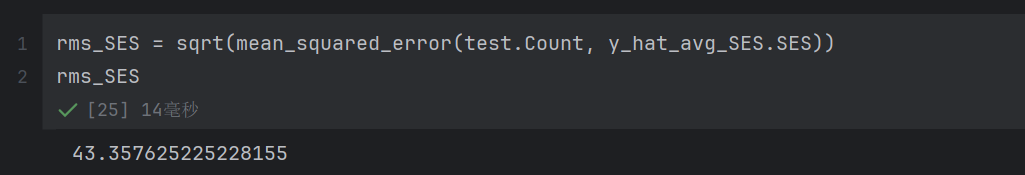 1 rms_SES = sqrt(mean_squared_error(test.Count, y_hat_avg_SES.SES))
2 rms_SES
[25] 14毫秒
43.357625225228155